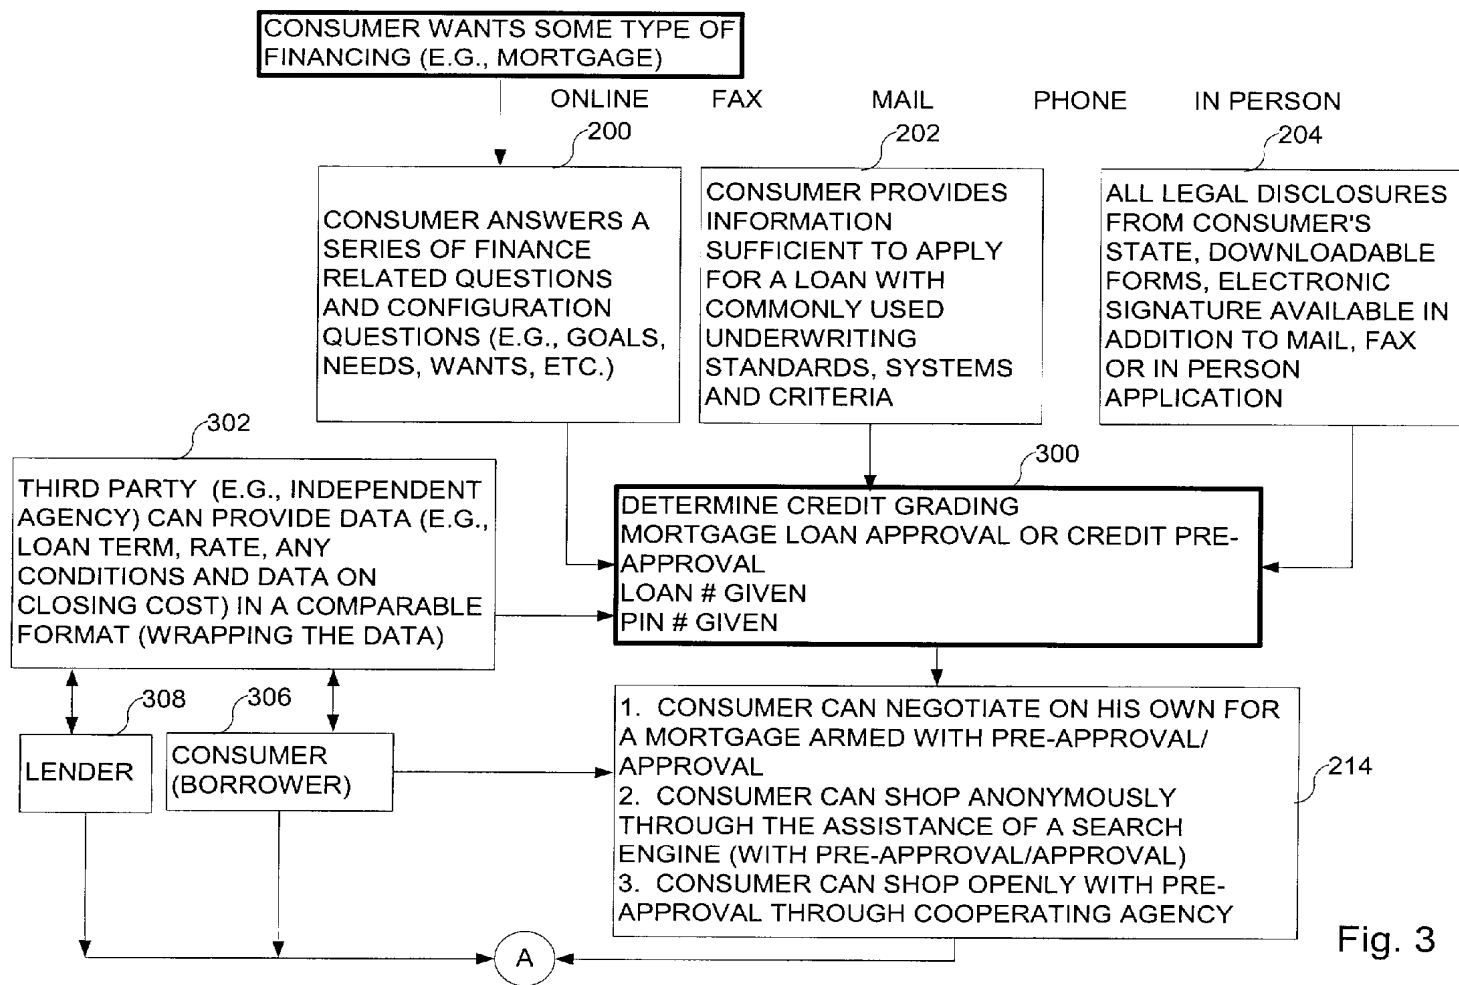 CONSUMER WANTS SOME TYPE OF
FINANCING (E.G., MORTGAGE)
ONLINE FAX MAIL PHONE IN PERSON
200
202
204
CONSUMER ANSWERS A
SERIES OF FINANCE
RELATED QUESTIONS
AND CONFIGURATION
QUESTIONS (E.G., GOALS,
NEEDS, WANTS, ETC.)
CONSUMER PROVIDES
INFORMATION
SUFFICIENT TO APPLY
FOR A LOAN WITH
COMMONLY USED
UNDERWRITING
STANDARDS, SYSTEMS
AND CRITERIA
ALL LEGAL DISCLOSURES
FROM CONSUMER'S
STATE, DOWNLOADABLE
FORMS, ELECTRONIC
SIGNATURE AVAILABLE IN
ADDITION TO MAIL, FAX
OR IN PERSON
APPLICATION
302
THIRD PARTY (E.G., INDEPENDENT
AGENCY) CAN PROVIDE DATA (E.G.,
LOAN TERM, RATE, ANY
CONDITIONS AND DATA ON
CLOSING COST) IN A COMPARABLE
FORMAT (WRAPPING THE DATA)
300
DETERMINE CREDIT GRADING
MORTGAGE LOAN APPROVAL OR CREDIT PRE-
APPROVAL
LOAN # GIVEN
PIN # GIVEN
308
LENDER
306
CONSUMER
(BORROWER)
1. CONSUMER CAN NEGOTIATE ON HIS OWN FOR
A MORTGAGE ARMED WITH PRE-APPROVAL/
APPROVAL
2. CONSUMER CAN SHOP ANONYMOUSLY
THROUGH THE ASSISTANCE OF A SEARCH
ENGINE (WITH PRE-APPROVAL/APPROVAL)
3. CONSUMER CAN SHOP OPENLY WITH PRE-
APPROVAL THROUGH COOPERATING AGENCY
214
A
Fig. 3